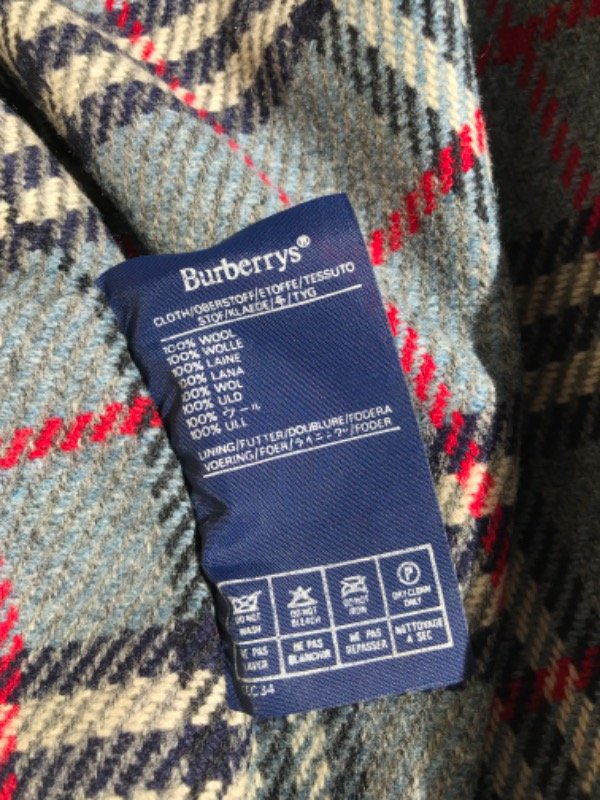 Burberrys®
CLOTH/OBERSTOFF/ETOFFE/TESSUTO
STOF/KLAEDE/キ/TYG
100% WOOL
100% WOLLE
100% LAINE
100% LANA
100% WOL
100% ULD
100% ウール
100% ULL
LINING/FUTTER/DOUBLURE/FODERA
VOERING/FOER/ライニング/FODER
DO NOT WASH
DO NOT BLEACH
DO NOT IRON
P
DRY CLEAN ONLY
NE PAS LAVER
NE PAS BLANCHIR
NE PAS REPASSER
NETTOYAGE A SEC